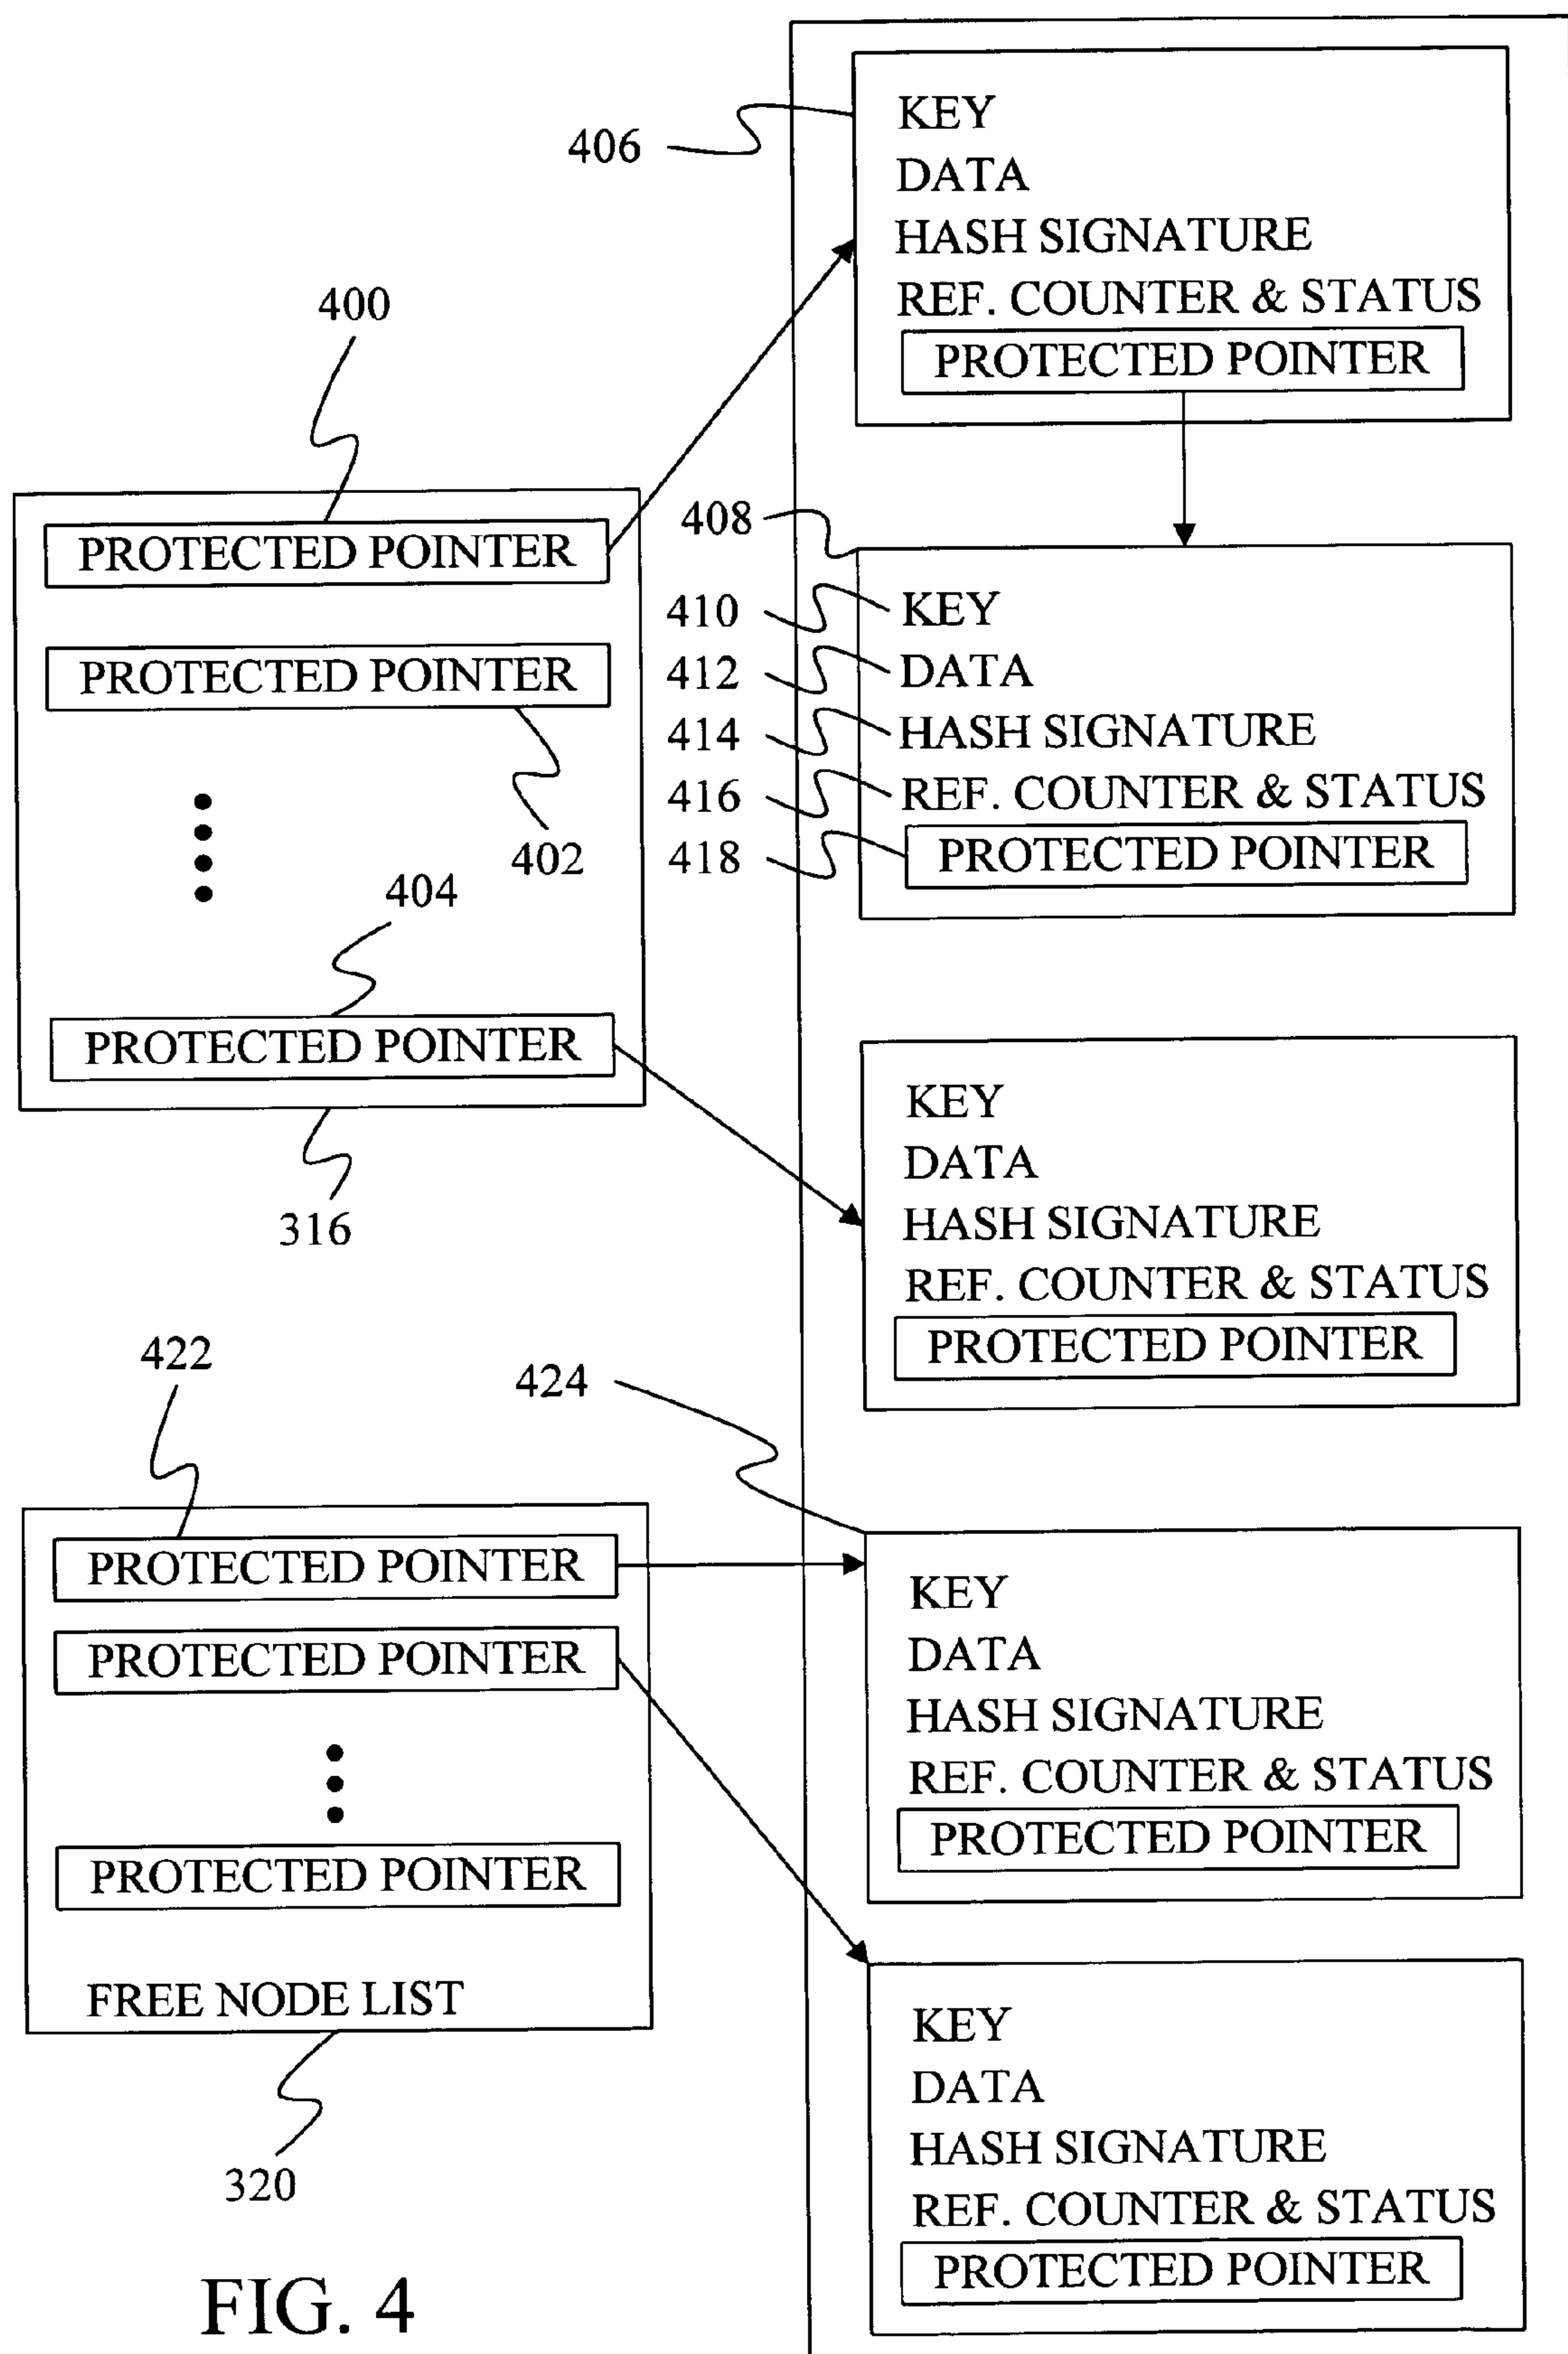 400
PROTECTED POINTER
PROTECTED POINTER
402
404
PROTECTED POINTER
316
422
PROTECTED POINTER
PROTECTED POINTER
PROTECTED POINTER
FREE NODE LIST
320
FIG. 4
406
KEY
DATA
HASH SIGNATURE
REF. COUNTER & STATUS
PROTECTED POINTER
408
410 KEY
412 DATA
414 HASH SIGNATURE
416 REF. COUNTER & STATUS
418 PROTECTED POINTER
KEY
DATA
HASH SIGNATURE
REF. COUNTER & STATUS
PROTECTED POINTER
424
KEY
DATA
HASH SIGNATURE
REF. COUNTER & STATUS
PROTECTED POINTER
KEY
DATA
HASH SIGNATURE
REF. COUNTER & STATUS
PROTECTED POINTER